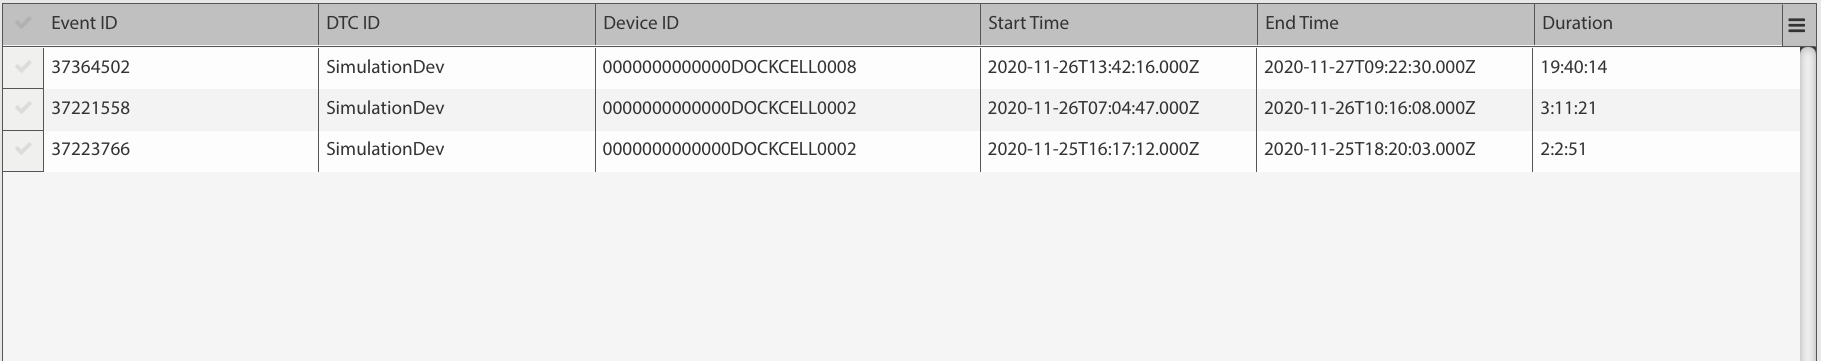 Event ID DTC ID Device ID Start Time End Time Duration
37364502 SimulationDev 0000000000000DOCKCELL0008 2020-11-26T13:42:16.000Z 2020-11-27T09:22:30.000Z 19:40:14
37221558 SimulationDev 0000000000000DOCKCELL0002 2020-11-26T07:04:47.000Z 2020-11-26T10:16:08.000Z 3:11:21
37223766 SimulationDev 0000000000000DOCKCELL0002 2020-11-25T16:17:12.000Z 2020-11-25T18:20:03.000Z 2:2:51